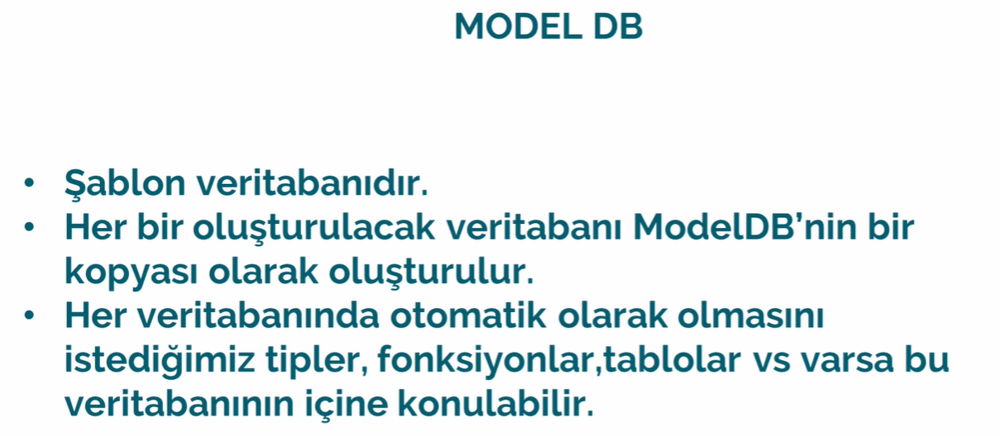 MODEL DB
• Şablon veritabanıdır.
• Her bir oluşturulacak veritabanı ModelDB’nin bir
kopyası olarak oluşturulur.
• Her veritabanında otomatik olarak olmasını
istediğimiz tipler, fonksiyonlar,tablolar vs varsa bu
veritabanının içine konulabilir.